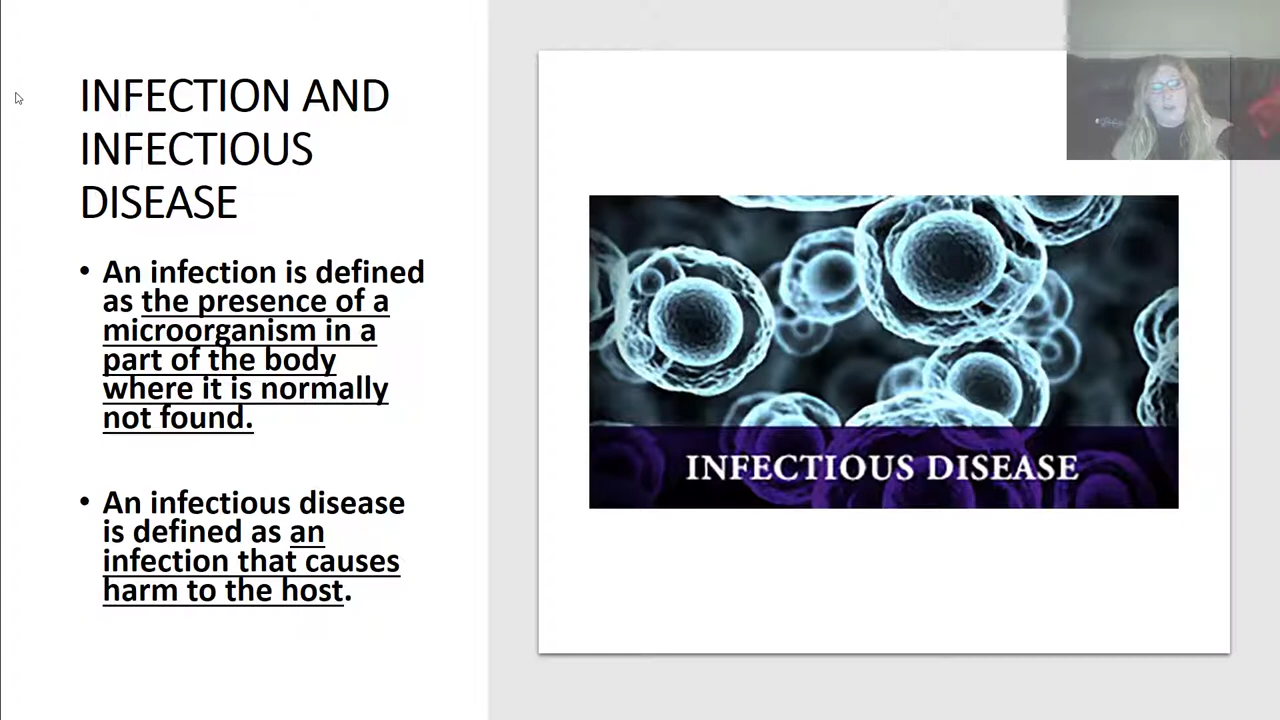 INFECTION AND
INFECTIOUS
DISEASE
• An infection is defined
as the presence of a
microorganism in a
part of the body
where it is normally
not found.
• An infectious disease
is defined as an
infection that causes
harm to the host.
INFECTIOUS DISEASE